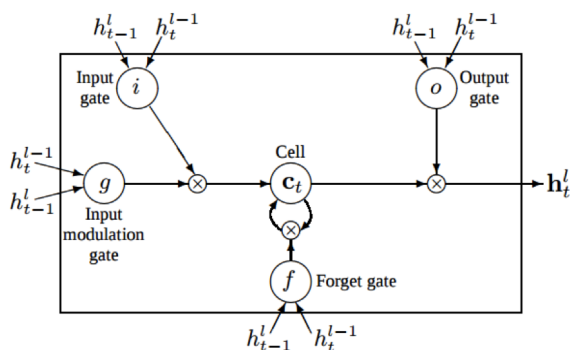 h_{t-1}^{l} h_{t}^{l-1}
h_{t-1}^{l} h_{t}^{l-1}
Input
gate
i
o
Output
gate
Cell
h_{t}^{l-1}
g
×
c_t
×
h_{t}^{l}
h_{t-1}^{l}
Input
modulation
gate
×
f
Forget gate
h_{t-1}^{l} h_{t}^{l-1}